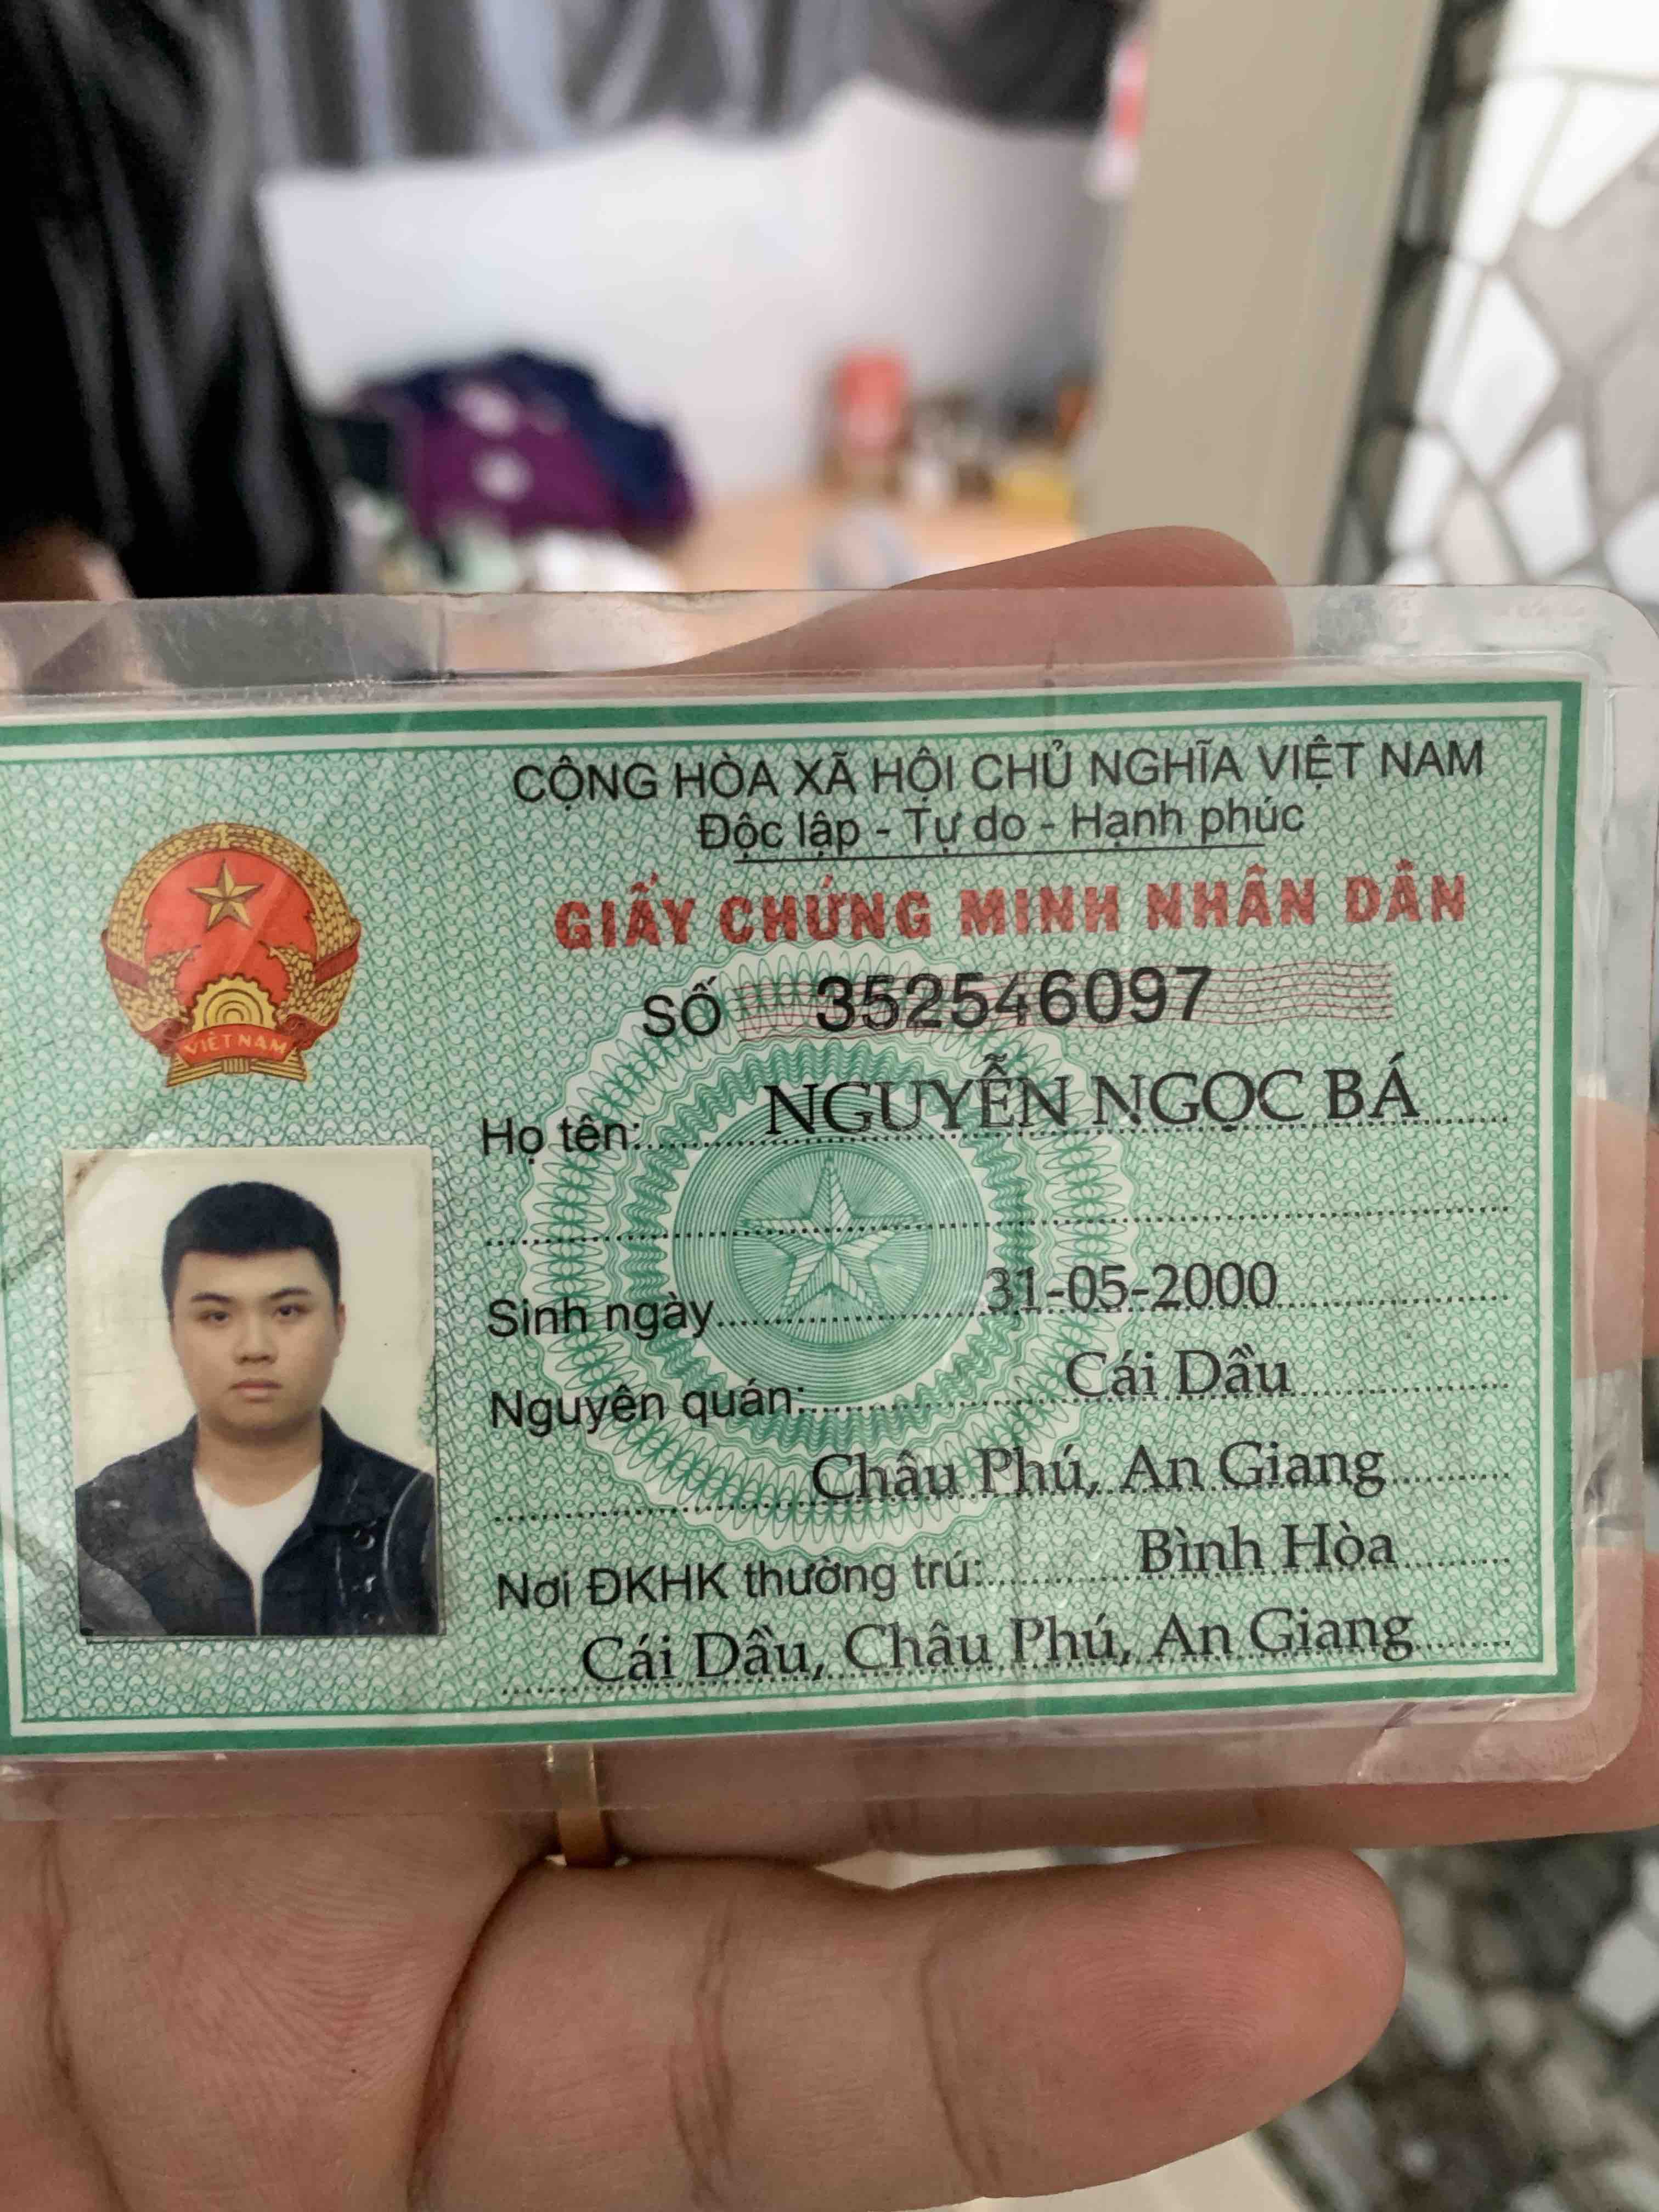 CỘNG HÒA XÃ HỘI CHỦ NGHĨA VIỆT NAM
Độc lập - Tự do - Hạnh phúc
GIẤY CHỨNG MINH NHÂN DÂN
SỐ 352546097
Họ tên: NGUYỄN NGỌC BÁ
Sinh ngày 31-05-2000
Nguyên quán: Cái Dầu
Châu Phú, An Giang
Nơi ĐKHK thường trú: Bình Hòa
Cái Dầu, Châu Phú, An Giang
VIET NAM